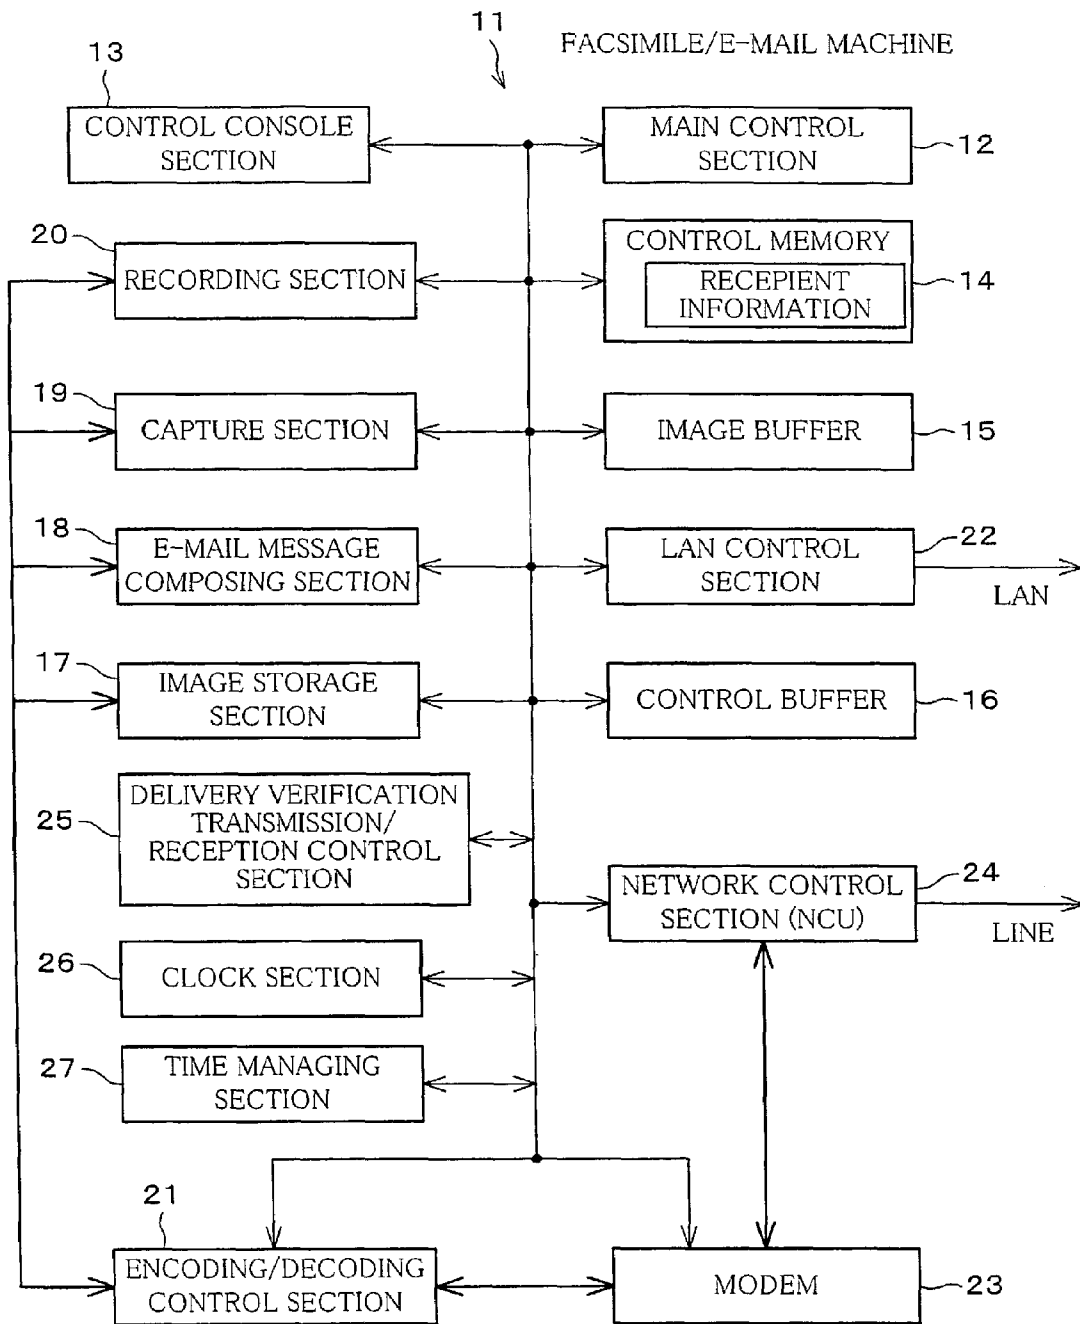 11
FACSIMILE/E-MAIL MACHINE
13
CONTROL CONSOLE
SECTION
MAIN CONTROL
SECTION
12
20
RECORDING SECTION
CONTROL MEMORY
RECEPIENT
INFORMATION
14
19
CAPTURE SECTION
IMAGE BUFFER
15
18
E-MAIL MESSAGE
COMPOSING SECTION
LAN CONTROL
SECTION
22
LAN
17
IMAGE STORAGE
SECTION
CONTROL BUFFER
16
25
DELIVERY VERIFICATION
TRANSMISSION/
RECEPTION CONTROL
SECTION
NETWORK CONTROL
SECTION (NCU)
24
LINE
26
CLOCK SECTION
27
TIME MANAGING
SECTION
21
ENCODING/DECODING
CONTROL SECTION
MODEM
23